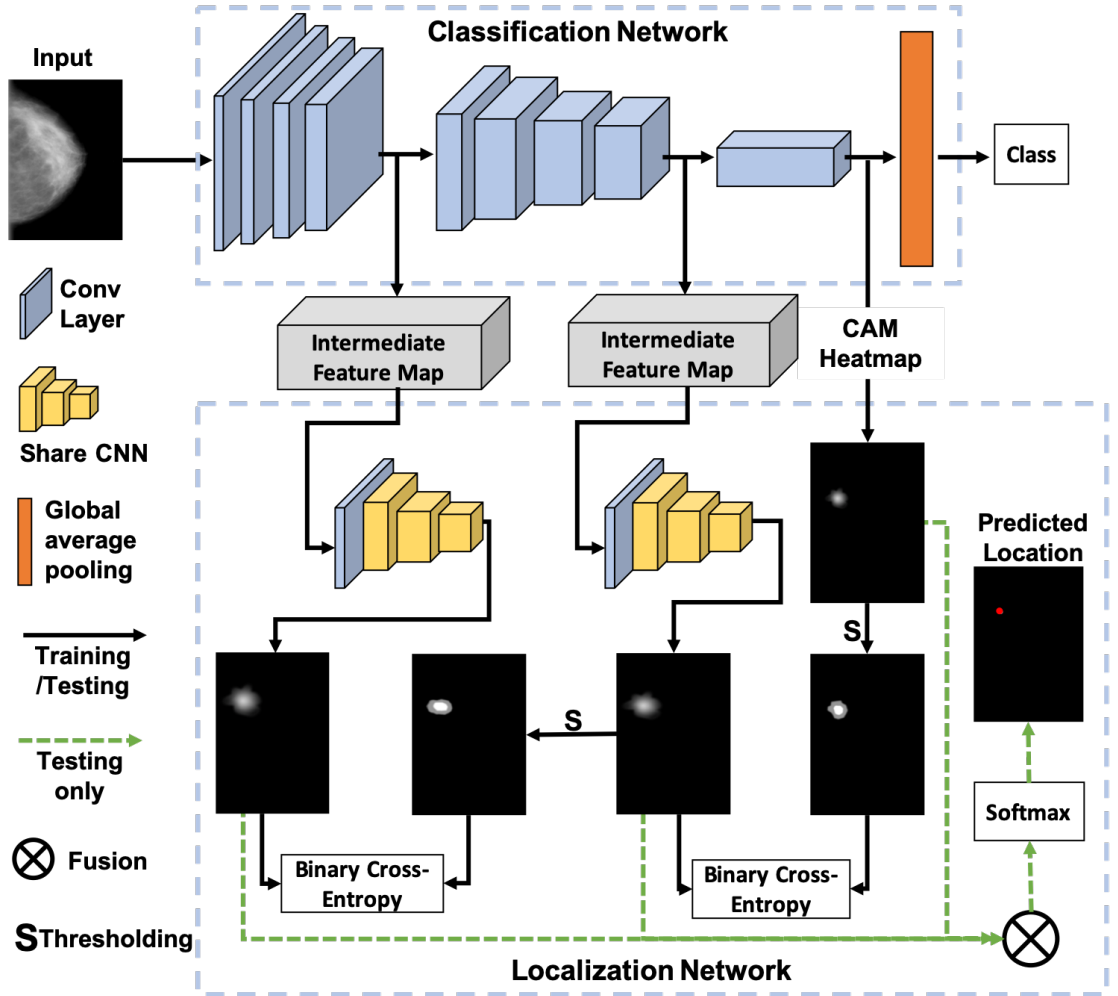 Classification Network
Input
Class
Conv
Layer
Intermediate
Feature Map
Intermediate
Feature Map
CAM
Heatmap
Share CNN
Global
average
pooling
Predicted
Location
S
Training
/Testing
S
Testing
only
Softmax
Fusion
Binary Cross-
Entropy
Binary Cross-
Entropy
S Thresholding
Localization Network